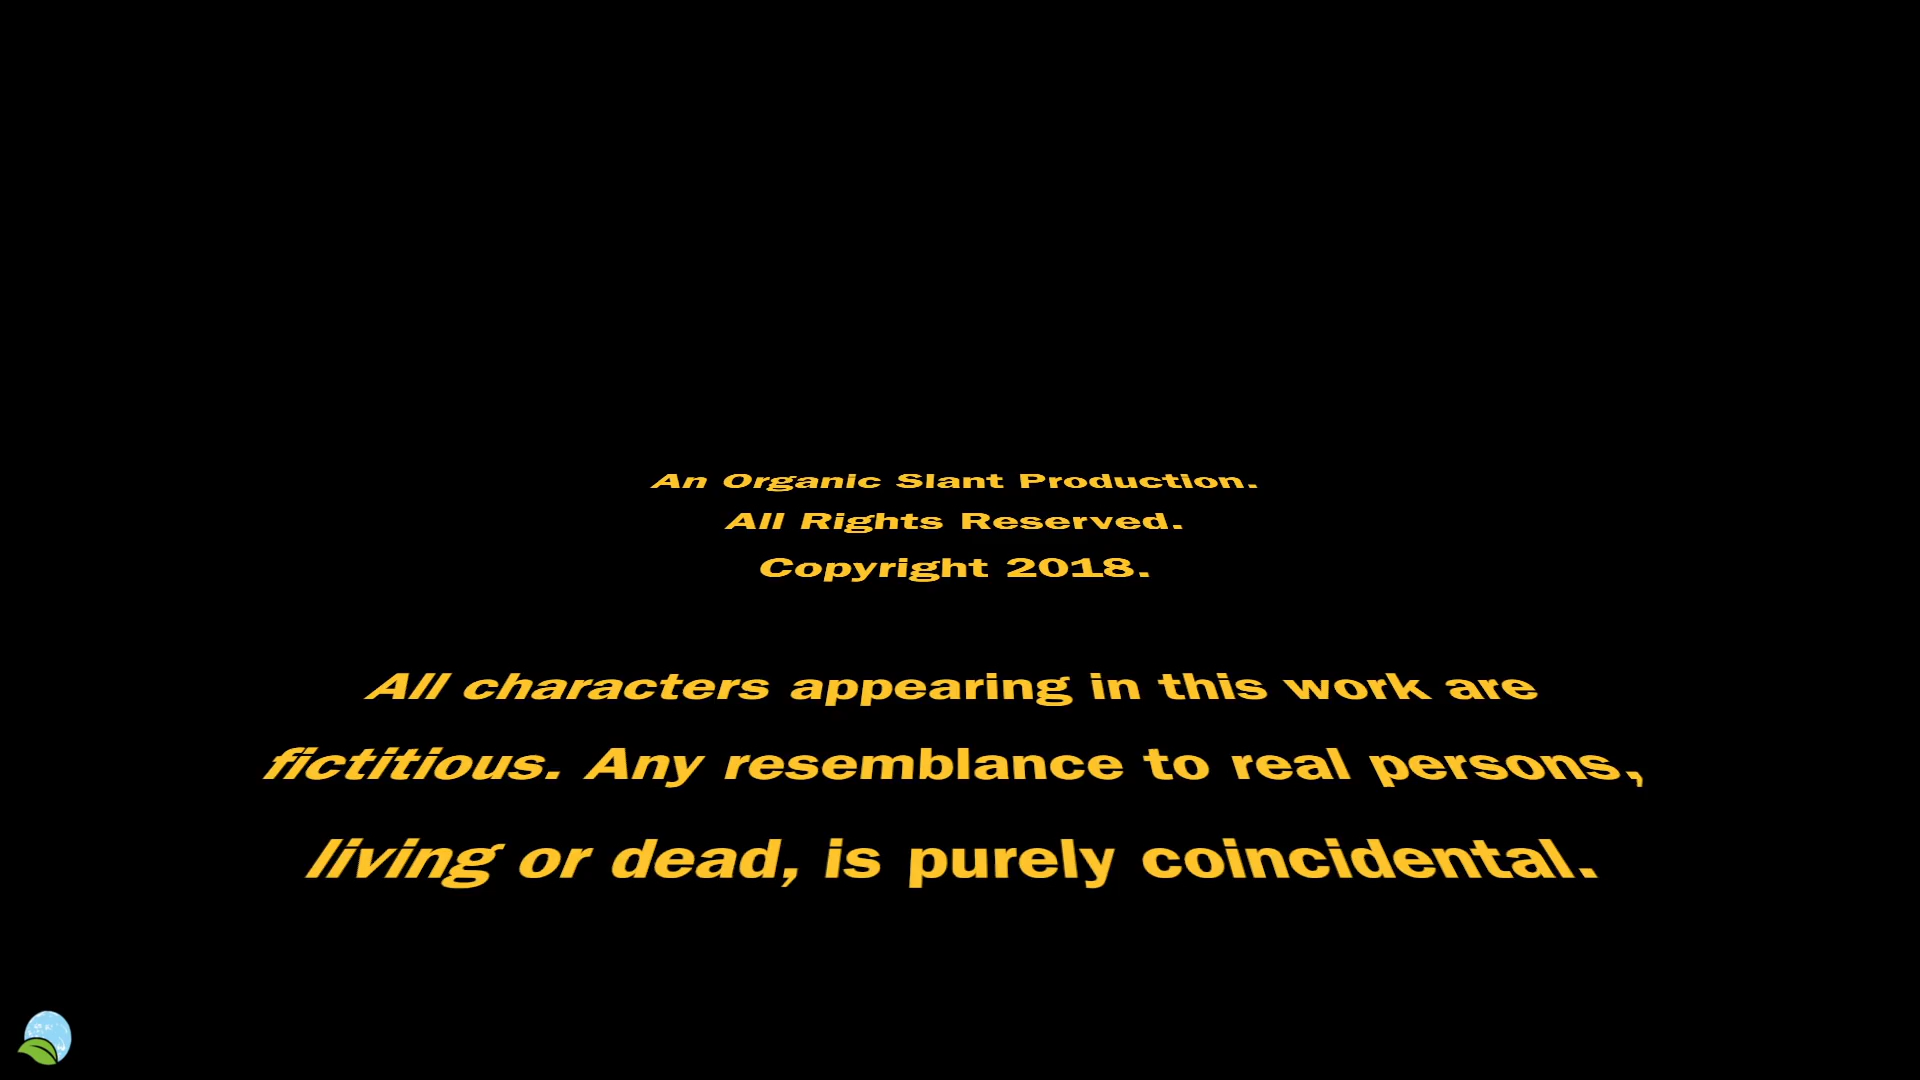 An Organic Slant Production.
All Rights Reserved.
Copyright 2018.
All characters appearing in this work are
fictitious. Any resemblance to real persons,
living or dead, is purely coincidental.